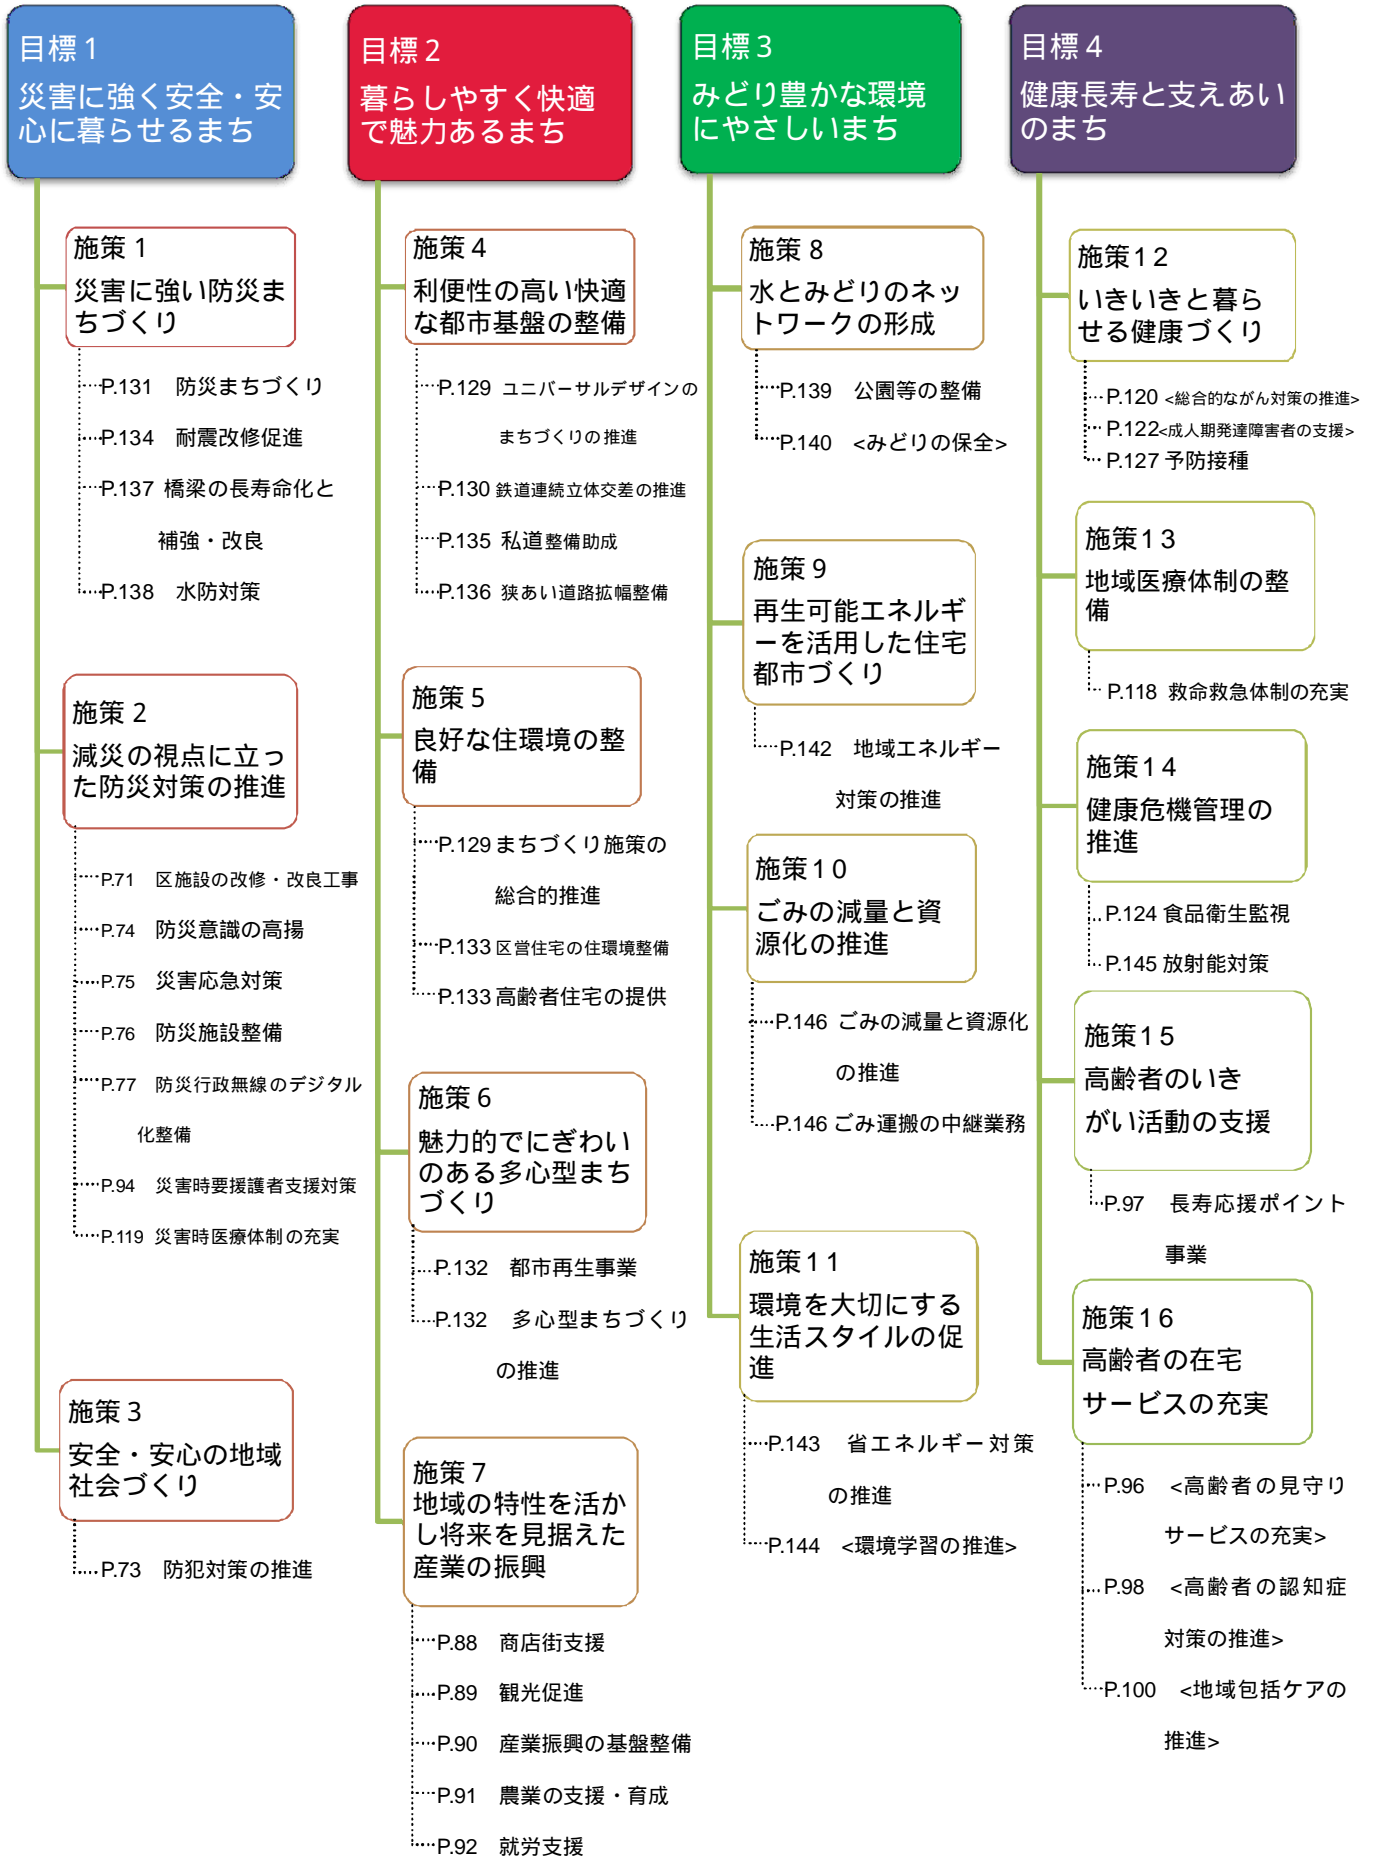 目標１
災害に強く安全・安
心に暮らせるまち
施策１
災害に強い防災ま
ちづくり
P.131 防災まちづくり
P.134 耐震改修促進
P.137 橋梁の長寿命化と
補強・改良
P.138 水防対策
施策２
減災の視点に立っ
た防災対策の推進
P.71 区施設の改修・改良工事
P.74 防災意識の高揚
P.75 災害応急対策
P.76 防災施設整備
P.77 防災行政無線のデジタル
化整備
P.94 災害時要援護者支援対策
P.119 災害時医療体制の充実
施策３
安全・安心の地域
社会づくり
P.73 防犯対策の推進
目標２
暮らしやすく快適
で魅力あるまち
施策４
利便性の高い快適
な都市基盤の整備
P.129 ユニバーサルデザインの
まちづくりの推進
P.130 鉄道連続立体交差の推進
P.135 私道整備助成
P.136 狭あい道路拡幅整備
施策５
良好な住環境の整
備
P.129 まちづくり施策の
総合的推進
P.133 区営住宅の住環境整備
P.133 高齢者住宅の提供
施策６
魅力的でにぎわい
のある多心型まち
づくり
P.132 都市再生事業
P.132 多心型まちづくり
の推進
施策７
地域の特性を活か
し将来を見据えた
産業の振興
P.88 商店街支援
P.89 観光促進
P.90 産業振興の基盤整備
P.91 農業の支援・育成
P.92 就労支援
目標３
みどり豊かな環境
にやさしいまち
施策８
水とみどりのネッ
トワークの形成
P.139 公園等の整備
P.140 <みどりの保全>
施策９
再生可能エネルギ
ーを活用した住宅
都市づくり
P.142 地域エネルギー
対策の推進
施策１０
ごみの減量と資
源化の推進
P.146 ごみの減量と資源化
の推進
P.146 ごみ運搬の中継業務
施策１１
環境を大切にする
生活スタイルの促
進
P.143 省エネルギー対策
の推進
P.144 <環境学習の推進>
目標４
健康長寿と支えあい
のまち
施策１２
いきいきと暮ら
せる健康づくり
P.120 <総合的ながん対策の推進>
P.122<成人期発達障害者の支援>
P.127 予防接種
施策１３
地域医療体制の整
備
P.118 救命救急体制の充実
施策１４
健康危機管理の
推進
P.124 食品衛生監視
P.145 放射能対策
施策１５
高齢者のいき
がい活動の支援
P.97 長寿応援ポイント
事業
施策１６
高齢者の在宅
サービスの充実
P.96 <高齢者の見守り
サービスの充実>
P.98 <高齢者の認知症
対策の推進>
P.100 <地域包括ケアの
推進>